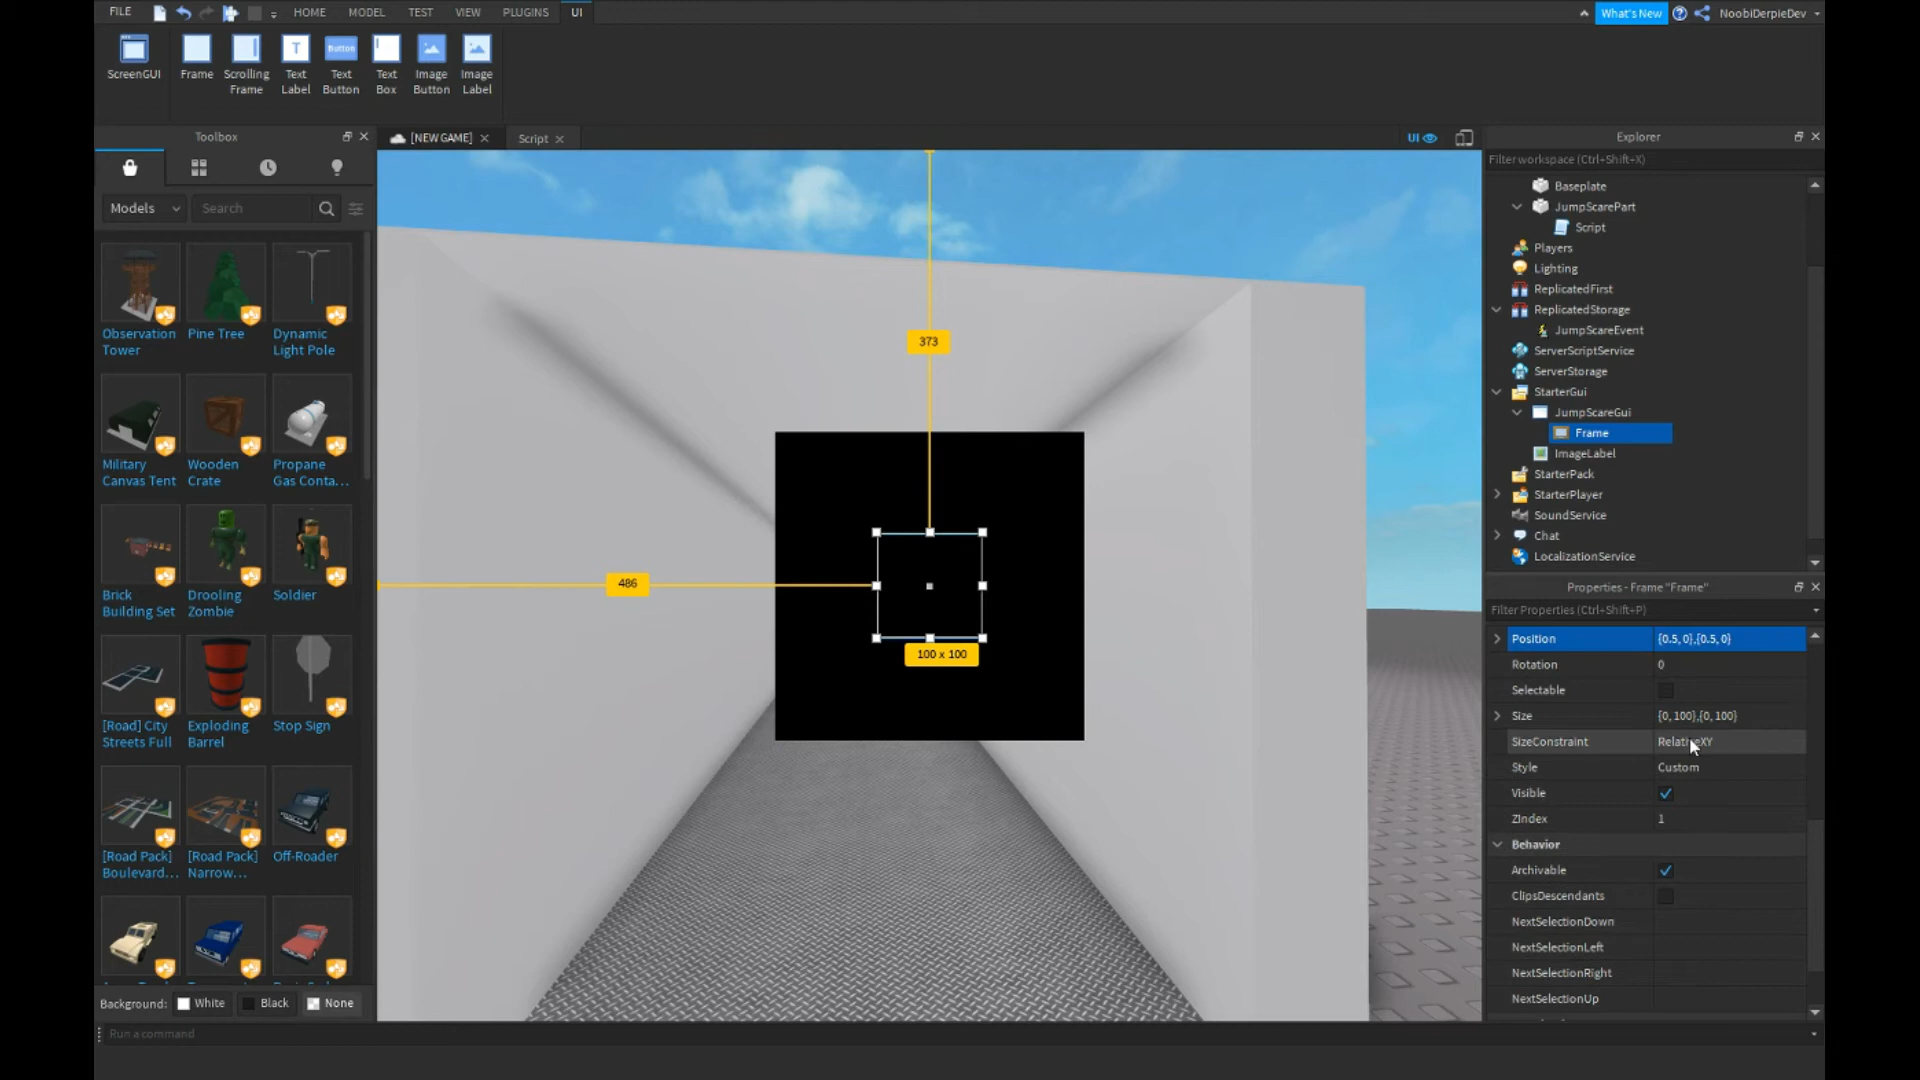 FILE HOME MODEL TEST VIEW PLUGINS UI What's New NoobiDerpieDev
ScreenGUI
Frame
Scrolling
Frame
Text
Label
Button
Text
Button
Text
Box
Image
Button
Image
Label
Toolbox
Models Search
Observation
Tower
Pine Tree
Dynamic
Light Pole
Military
Canvas Tent
Wooden
Crate
Propane
Gas Conta...
Brick
Building Set
Drooling
Zombie
Soldier
[Road] City
Streets Full
Exploding
Barrel
Stop Sign
[Road Pack]
Boulevard...
[Road Pack]
Narrow...
Off-Roader
Background: White Black None
Run a command
[NEW GAME] Script UI
373
486
100 x 100
Explorer
Filter workspace (Ctrl+Shift+X)
Baseplate
JumpScarePart
Script
Players
Lighting
ReplicatedFirst
ReplicatedStorage
JumpScareEvent
ServerScriptService
ServerStorage
StarterGui
JumpScareGui
Frame
ImageLabel
StarterPack
StarterPlayer
SoundService
Chat
LocalizationService
Properties - Frame "Frame"
Filter Properties (Ctrl+Shift+P)
Position {0.5, 0},{0.5, 0}
Rotation 0
Selectable
Size {0, 100},{0, 100}
SizeConstraint RelativeXY
Style Custom
Visible
ZIndex 1
Behavior
Archivable
ClipsDescendants
NextSelectionDown
NextSelectionLeft
NextSelectionRight
NextSelectionUp